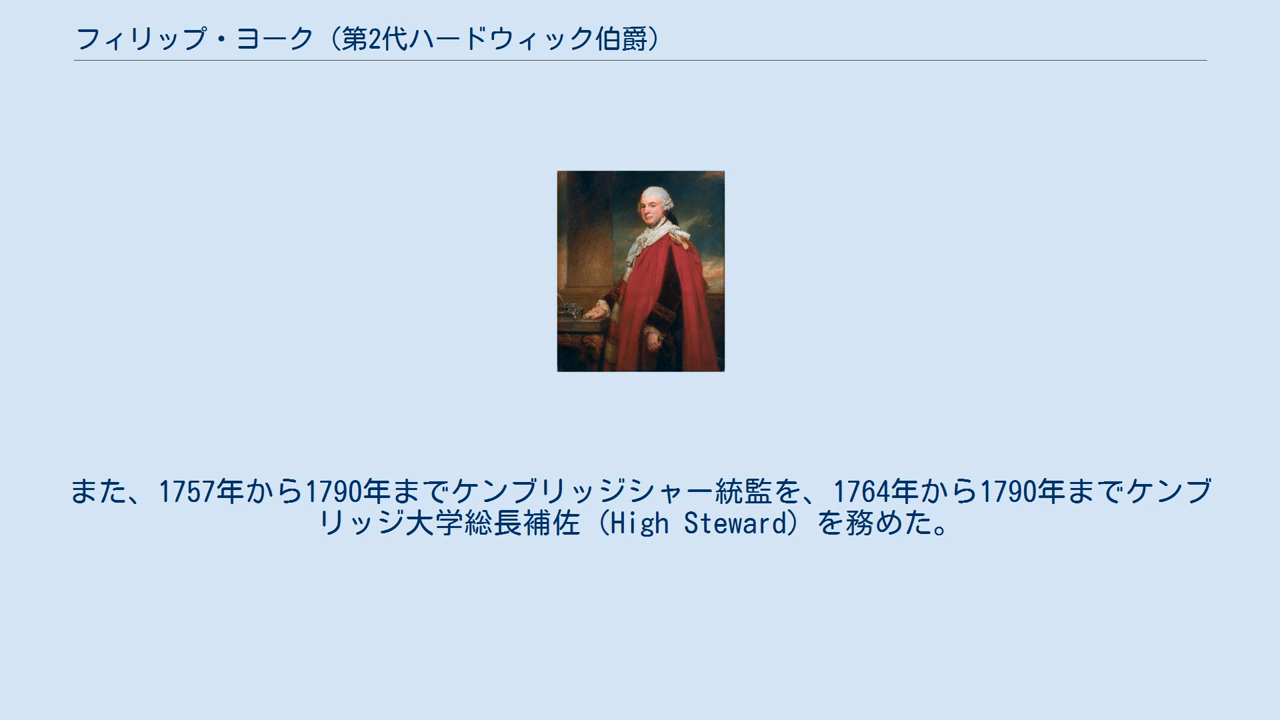 フィリップ・ヨーク（第2代ハードウィック伯爵）
また、1757年から1790年までケンブリッジシャー統監を、1764年から1790年までケンブ
リッジ大学総長補佐（High Steward）を務めた。